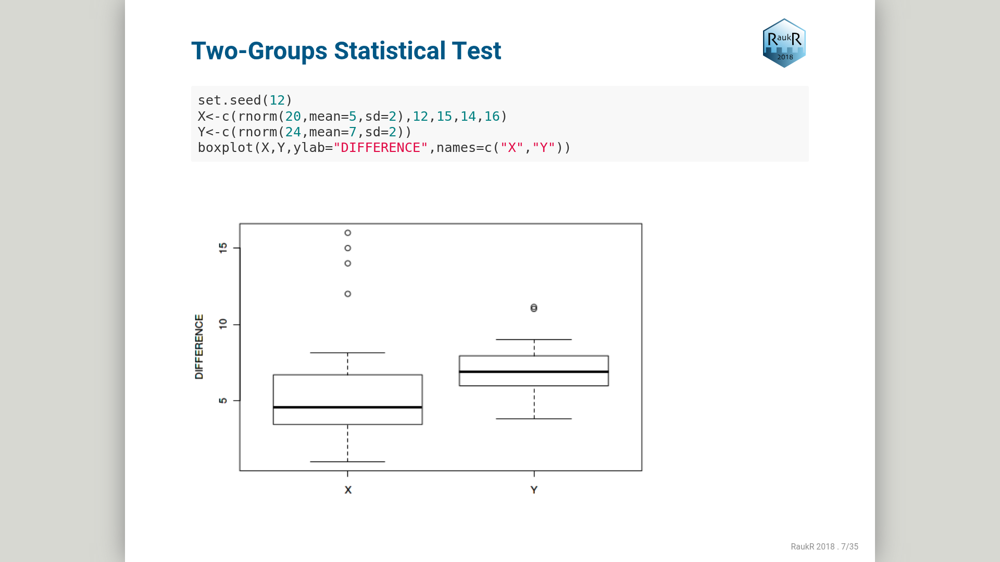 Two-Groups Statistical Test
RaukR
2018
set.seed(12)
X<-c(rnorm(20,mean=5,sd=2),12,15,14,16)
Y<-c(rnorm(24,mean=7,sd=2))
boxplot(X,Y,ylab="DIFFERENCE",names=c("X","Y"))
15
10
5
DIFFERENCE
X
Y
RaukR 2018 . 7/35